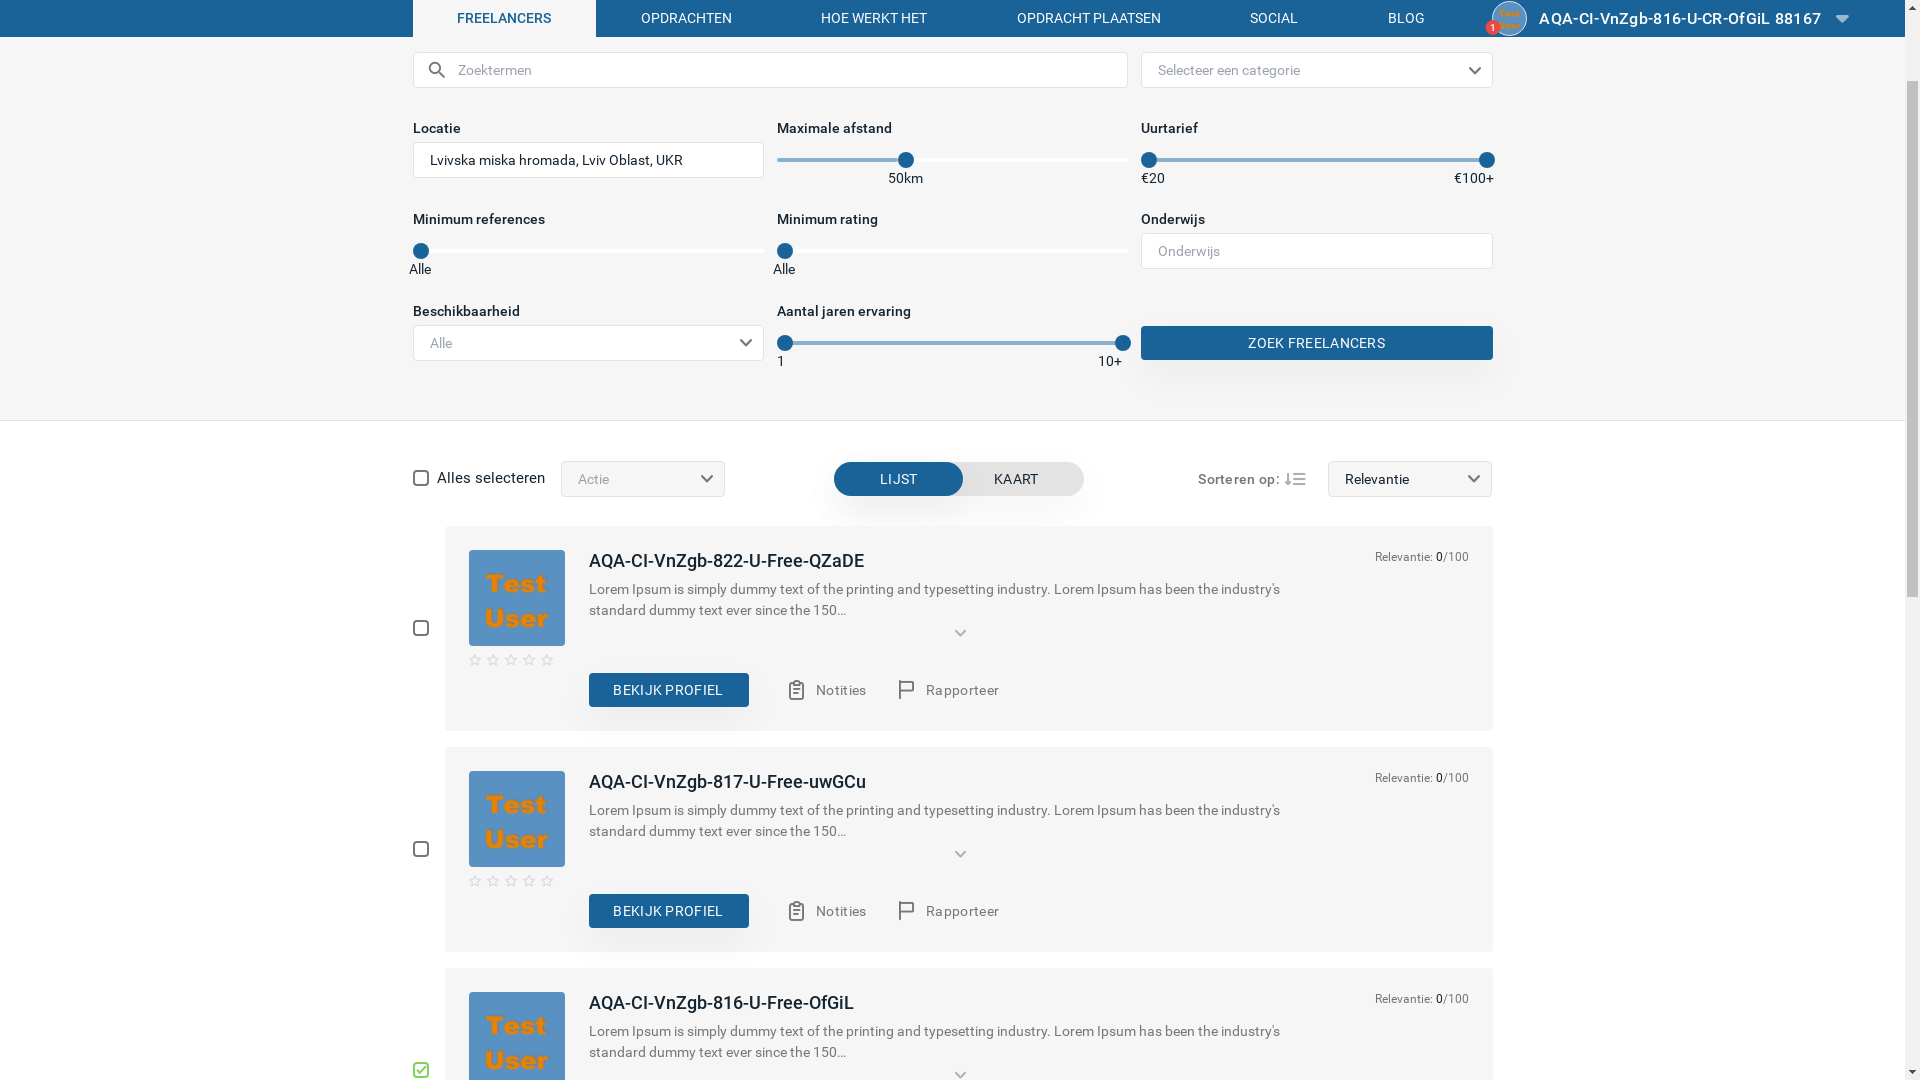 FREELANCERS
OPDRACHTEN
HOE WERKT HET
OPDRACHT PLAATSEN
SOCIAL
BLOG
1
AQA-CI-VnZgb-816-U-CR-OfGiL 88167
Zoektermen
Selecteer een categorie
Locatie
Maximale afstand
Uurtarief
Lvivska miska hromada, Lviv Oblast, UKR
50km
€20
€100+
Minimum references
Minimum rating
Onderwijs
Alle
Alle
Onderwijs
Beschikbaarheid
Aantal jaren ervaring
Alle
1
10+
ZOEK FREELANCERS
Alles selecteren
Actie
LIJST
KAART
Sorteren op:
Relevantie
Test
User
AQA-CI-VnZgb-822-U-Free-QZaDE
Relevantie: 0/100
Lorem Ipsum is simply dummy text of the printing and typesetting industry. Lorem Ipsum has been the industry's
standard dummy text ever since the 150...
BEKIJK PROFIEL
Notities
Rapporteer
Test
User
AQA-CI-VnZgb-817-U-Free-uwGCu
Relevantie: 0/100
Lorem Ipsum is simply dummy text of the printing and typesetting industry. Lorem Ipsum has been the industry's
standard dummy text ever since the 150...
BEKIJK PROFIEL
Notities
Rapporteer
Test
User
AQA-CI-VnZgb-816-U-Free-OfGiL
Relevantie: 0/100
Lorem Ipsum is simply dummy text of the printing and typesetting industry. Lorem Ipsum has been the industry's
standard dummy text ever since the 150...